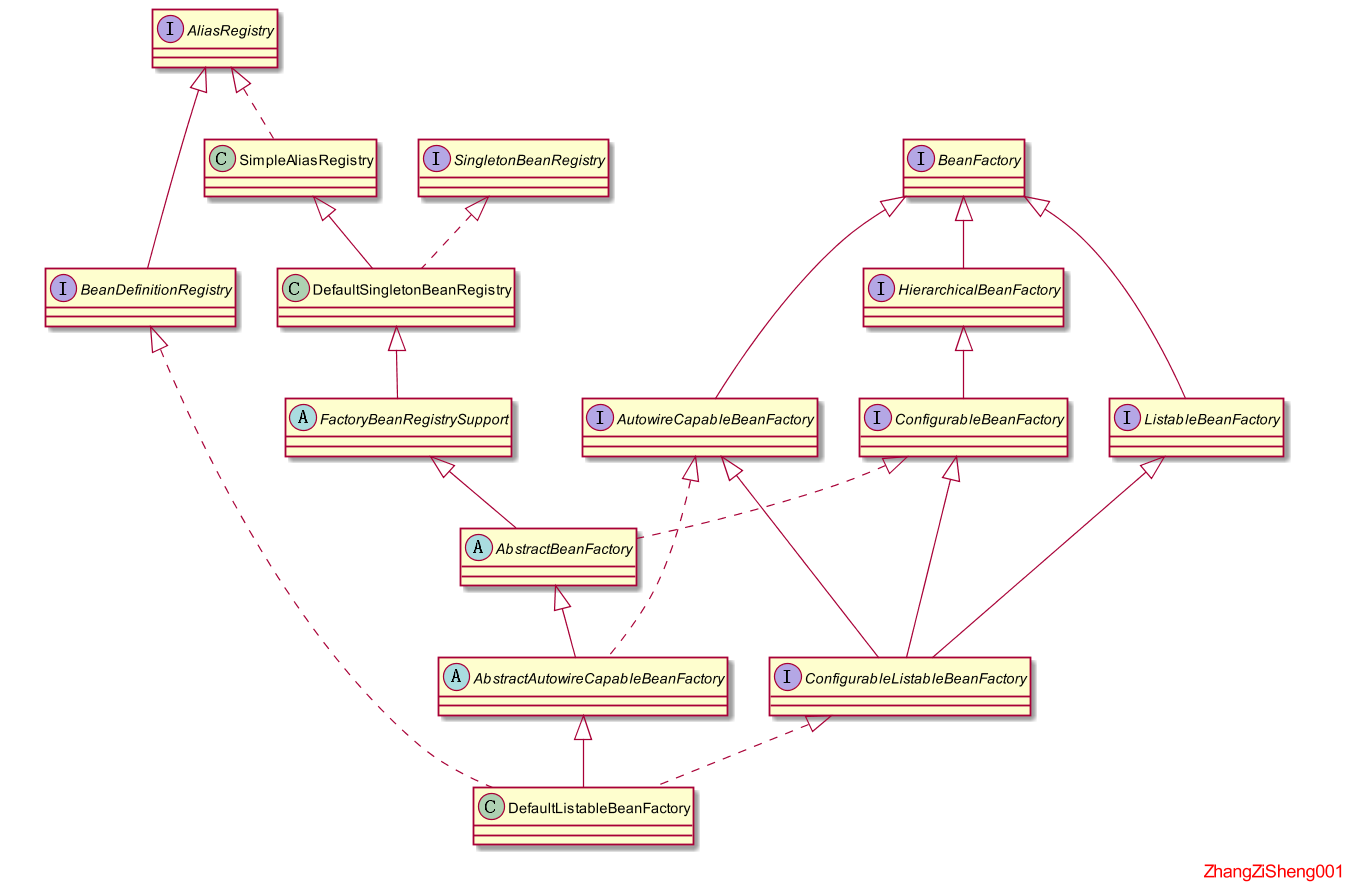 I AliasRegistry
C SimpleAliasRegistry
I SingletonBeanRegistry
I BeanFactory
I BeanDefinitionRegistry
C DefaultSingletonBeanRegistry
I HierarchicalBeanFactory
A FactoryBeanRegistrySupport
I AutowireCapableBeanFactory
I ConfigurableBeanFactory
I ListableBeanFactory
A AbstractBeanFactory
A AbstractAutowireCapableBeanFactory
I ConfigurableListableBeanFactory
C DefaultListableBeanFactory
ZhangZiSheng001